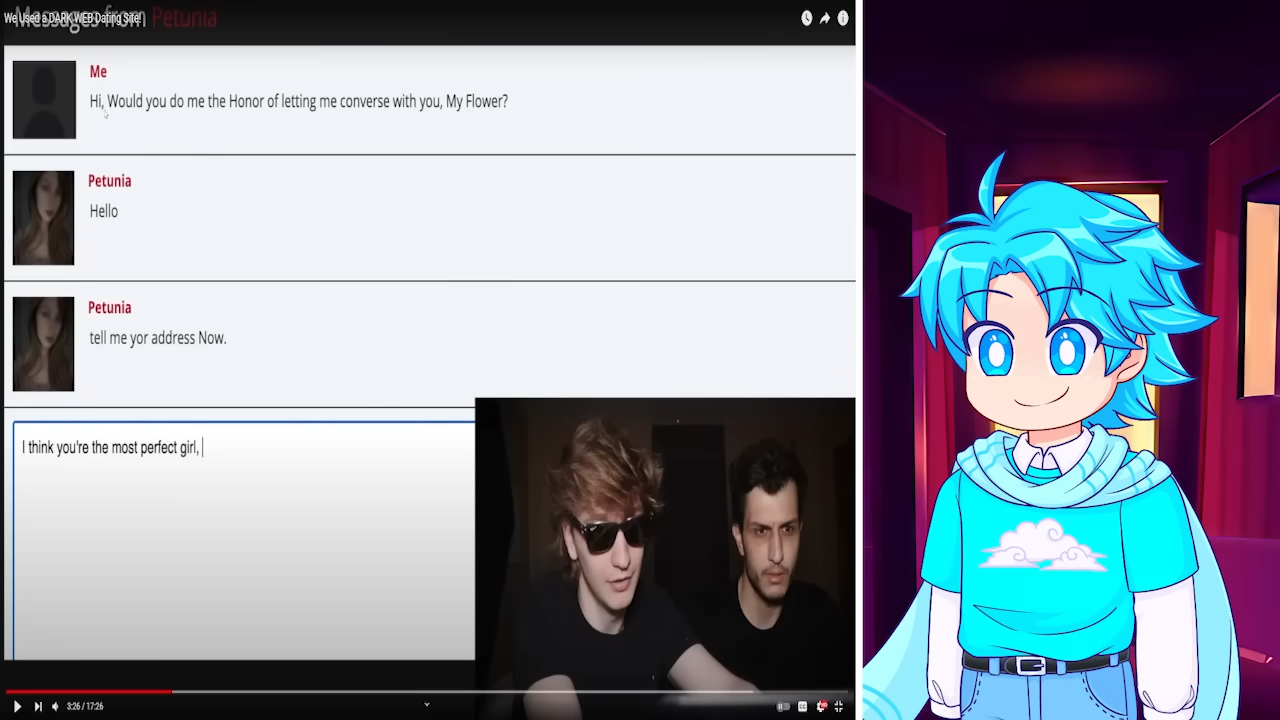 Messages from Petunia
We Used a DARK WEB Dating Site!
Me
Hi, Would you do me the Honor of letting me converse with you, My Flower?
Petunia
Hello
Petunia
tell me yor address Now.
I think you're the most perfect girl,
3:26 / 17:26
CC